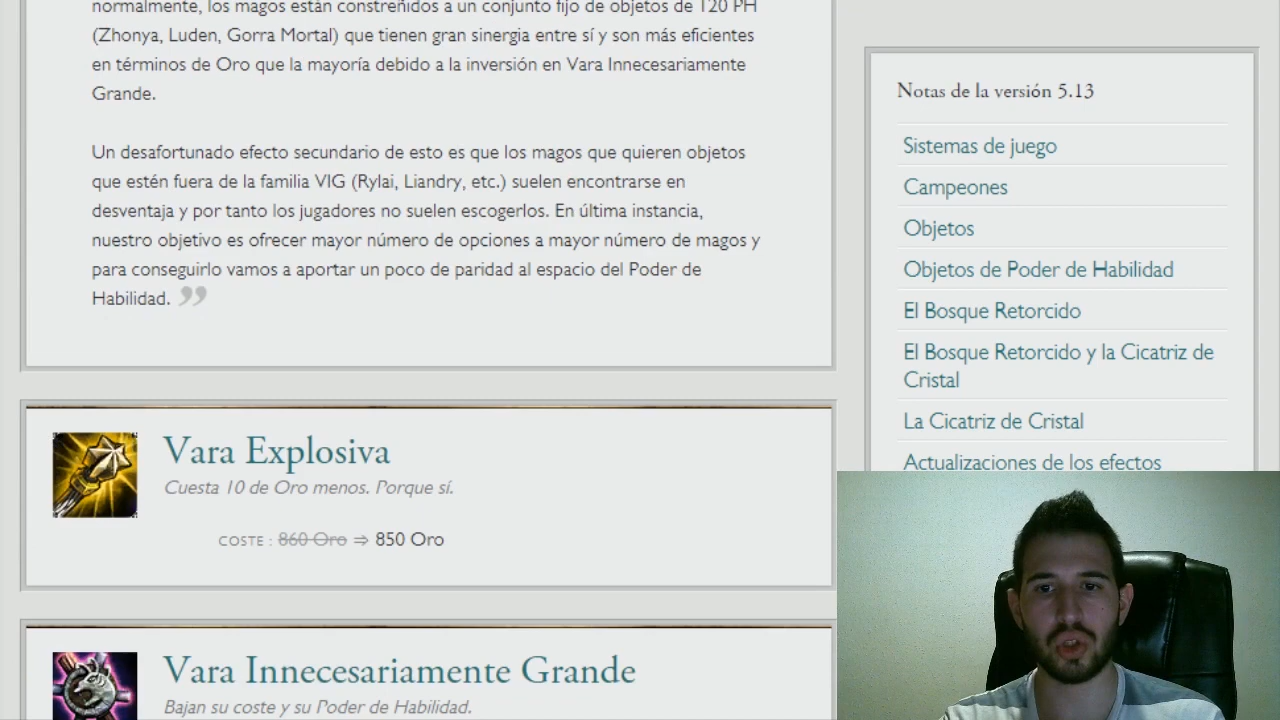 normalmente, los magos están constreñidos a un conjunto fijo de objetos de 120 PH
(Zhonya, Luden, Gorra Mortal) que tienen gran sinergia entre sí y son más eficientes
en términos de Oro que la mayoría debido a la inversión en Vara Innecesariamente
Grande.
Un desafortunado efecto secundario de esto es que los magos que quieren objetos
que estén fuera de la familia VIG (Rylai, Liandry, etc.) suelen encontrarse en
desventaja y por tanto los jugadores no suelen escogerlos. En última instancia,
nuestro objetivo es ofrecer mayor número de opciones a mayor número de magos y
para conseguirlo vamos a aportar un poco de paridad al espacio del Poder de
Habilidad. ”
Vara Explosiva
Cuesta 10 de Oro menos. Porque sí.
COSTE : 860 Oro ⇒ 850 Oro
Vara Innecesariamente Grande
Bajan su coste y su Poder de Habilidad.
Notas de la versión 5.13
Sistemas de juego
Campeones
Objetos
Objetos de Poder de Habilidad
El Bosque Retorcido
El Bosque Retorcido y la Cicatriz de
Cristal
La Cicatriz de Cristal
Actualizaciones de los efectos